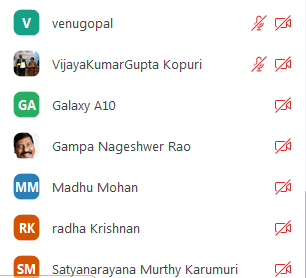 V venugopal
VijayaKumarGupta Kopuri
GA Galaxy A10
Gampa Nageshwer Rao
MM Madhu Mohan
RK radha Krishnan
SM Satyanarayana Murthy Karumuri